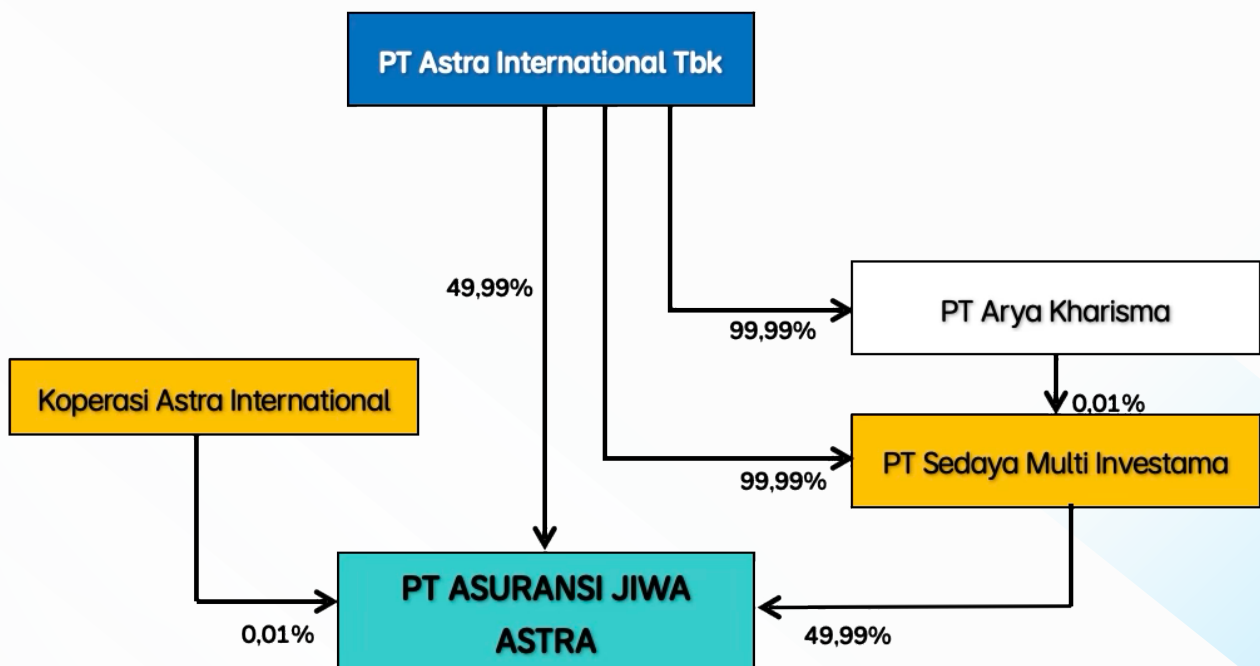 PT Astra International Tbk
49,99%
PT Arya Kharisma
99,99%
Koperasi Astra International
0,01%
PT Sedaya Multi Investama
99,99%
PT ASURANSI JIWA
ASTRA
0,01%
49,99%